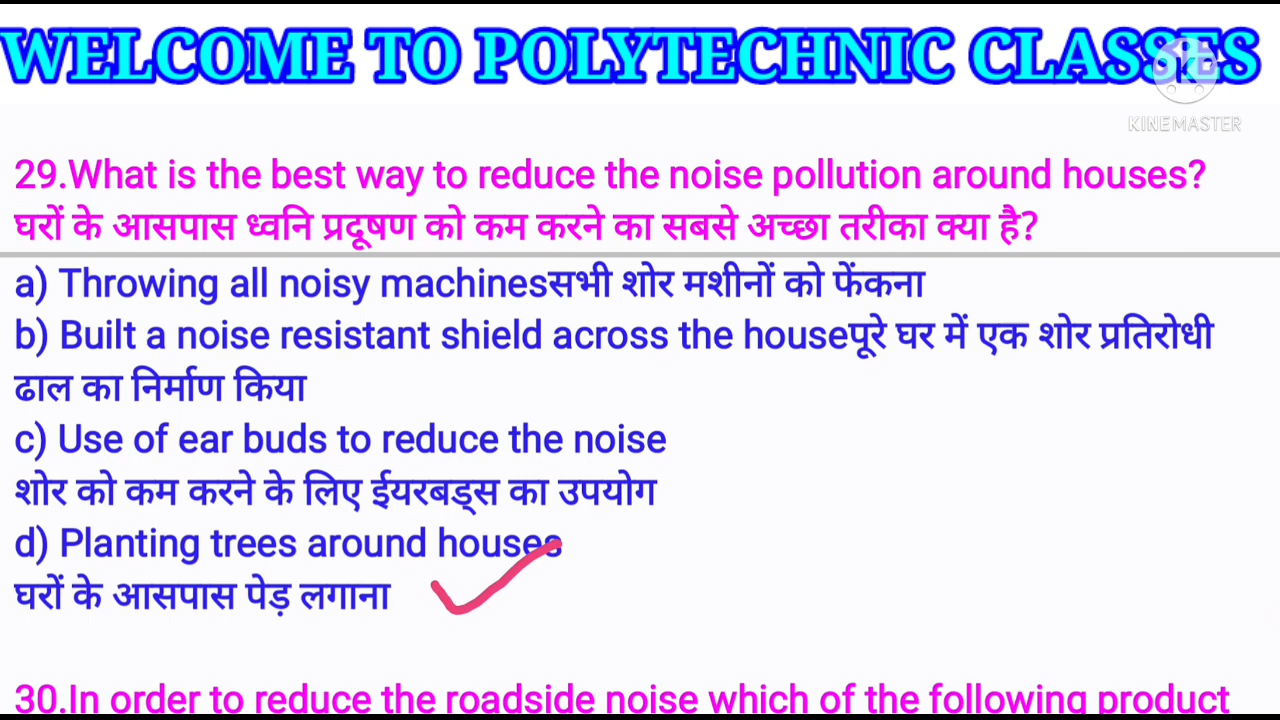 WELCOME TO POLYTECHNIC CLASSES
KINEMASTER
29.What is the best way to reduce the noise pollution around houses?
घरों के आसपास ध्वनि प्रदूषण को कम करने का सबसे अच्छा तरीका क्या है?
a) Throwing all noisy machinesसभी शोर मशीनों को फेंकना
b) Built a noise resistant shield across the houseपूरे घर में एक शोर प्रतिरोधी
ढाल का निर्माण किया
c) Use of ear buds to reduce the noise
शोर को कम करने के लिए ईयरबड्स का उपयोग
d) Planting trees around houses
घरों के आसपास पेड़ लगाना
30.In order to reduce the roadside noise which of the following product